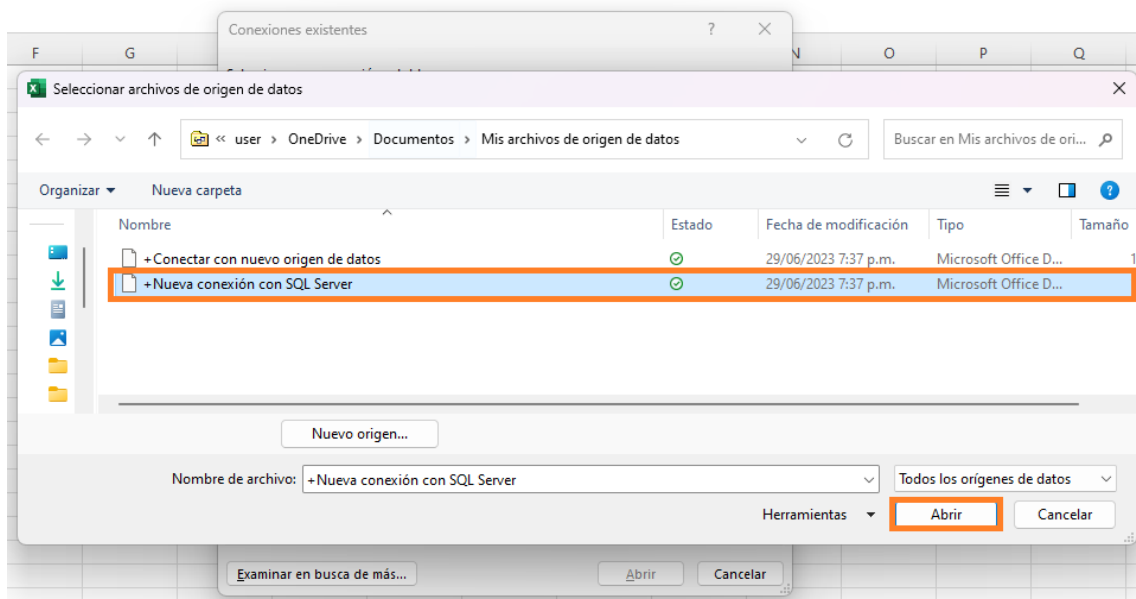 Conexiones existentes
?
F G N O P Q
Seleccionar archivos de origen de datos
« user > OneDrive > Documentos > Mis archivos de origen de datos
Buscar en Mis archivos de ori...
Organizar Nueva carpeta
?
Nombre Estado Fecha de modificación Tipo Tamaño
+Conectar con nuevo origen de datos 29/06/2023 7:37 p.m. Microsoft Office D... 1
+Nueva conexión con SQL Server 29/06/2023 7:37 p.m. Microsoft Office D...
Nuevo origen...
Nombre de archivo: +Nueva conexión con SQL Server Todos los orígenes de datos
Herramientas Abrir Cancelar
Examinar en busca de más... Abrir Cancelar